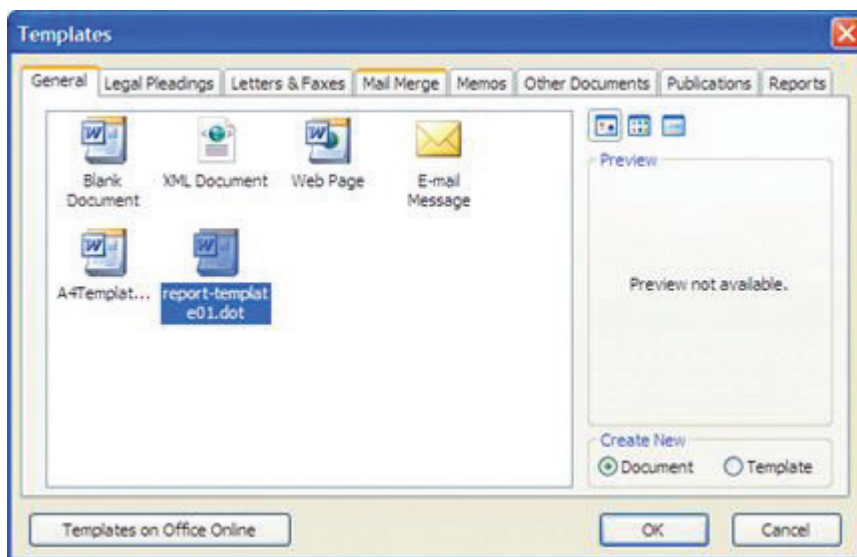 Templates
General Legal Pleadings Letters & Faxes Mail Merge Memos Other Documents Publications Reports
Blank
Document
XML Document
Web Page
E-mail
Message
A4Templat...
report-templat
e01.dot
Preview
Preview not available.
Create New
Document Template
Templates on Office Online OK Cancel